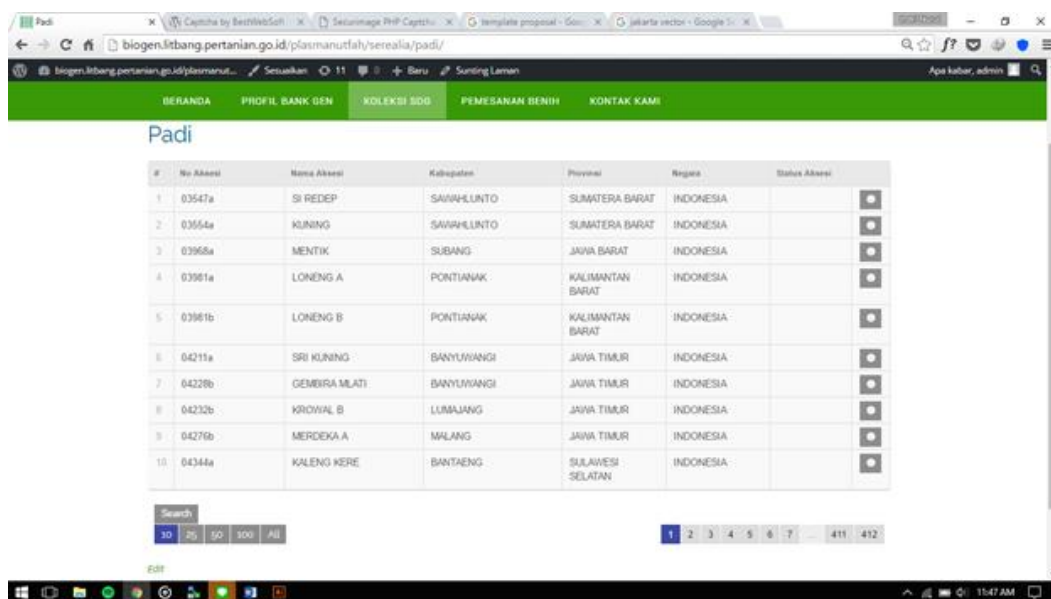 Padi
Captcha by BestWebSoft
Securimage PHP Captcha
template proposal - Goo
jakarta vector - Google S
biogen.litbang.pertanian.go.id/plasmanutfah/serealia/padi/
f?
biogen.litbang.pertanian.go.id/plasmanut... Sesuaikan 11 0 + Baru Sunting Laman Apa kabar, admin
BERANDA PROFIL BANK GEN KOLEKSI SDG PEMESANAN BENIH KONTAK KAMI
Padi
# No Aksesi Nama Aksesi Kabupaten Provinsi Negara Status Aksesi
1 03547a SI REDEP SAWAHLUNTO SUMATERA BARAT INDONESIA
2 03554a KUNING SAWAHLUNTO SUMATERA BARAT INDONESIA
3 03968a MENTIK SUBANG JAWA BARAT INDONESIA
4 03981a LONENG A PONTIANAK KALIMANTAN BARAT INDONESIA
5 03981b LONENG B PONTIANAK KALIMANTAN BARAT INDONESIA
6 04211a SRI KUNING BANYUWANGI JAWA TIMUR INDONESIA
7 04228b GEMBIRA MLATI BANYUWANGI JAWA TIMUR INDONESIA
8 04232b KROWAL B LUMAJANG JAWA TIMUR INDONESIA
9 04276b MERDEKA A MALANG JAWA TIMUR INDONESIA
10 04344a KALENG KERE BANTAENG SULAWESI SELATAN INDONESIA
Search
10 25 50 100 All 1 2 3 4 5 6 7 ... 411 412
Edit
11:47 AM